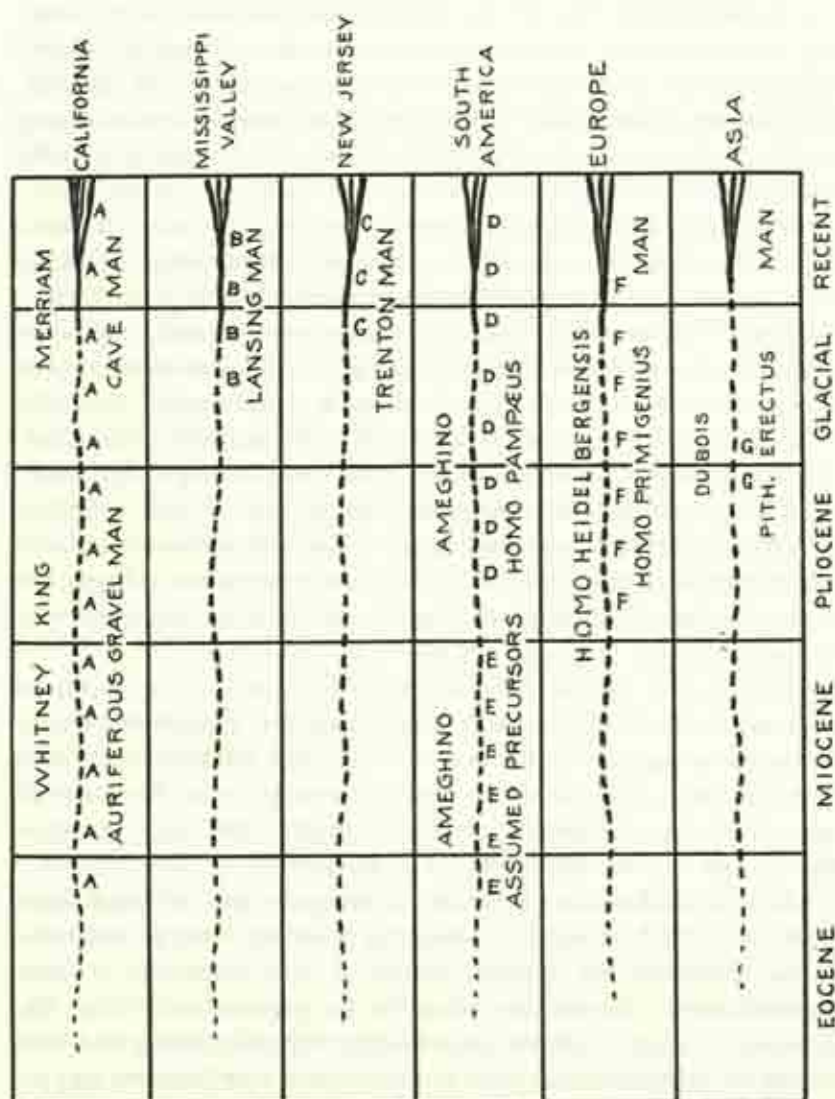 CALIFORNIA
MISSISSIPPI
VALLEY
NEW JERSEY
SOUTH
AMERICA
EUROPE.
ASIA
MERRIAM
KING
WHITNEY
A
A
A
A
A
A
A
A
A
A
A
A
A
CAVE MAN
AURIFEROUS GRAVEL MAN
B
B
B
B
LANSING MAN
C
C
G
TRENTON MAN
AMEGHINO
AMEGHINO
D
D
D
D
D
D
D
D
E
E
E
E
E
E
HOMO PAMPÆUS
ASSUMED PRECURSORS
HOMO HEIDELBERGENSIS
F
F
F
F
F
F
F
MAN
HOMO PRIMIGENIUS
DUBOIS
G
G
MAN
PITH. ERECTUS
RECENT
GLACIAL.
PLIOCENE
MIOCENE
EOCENE